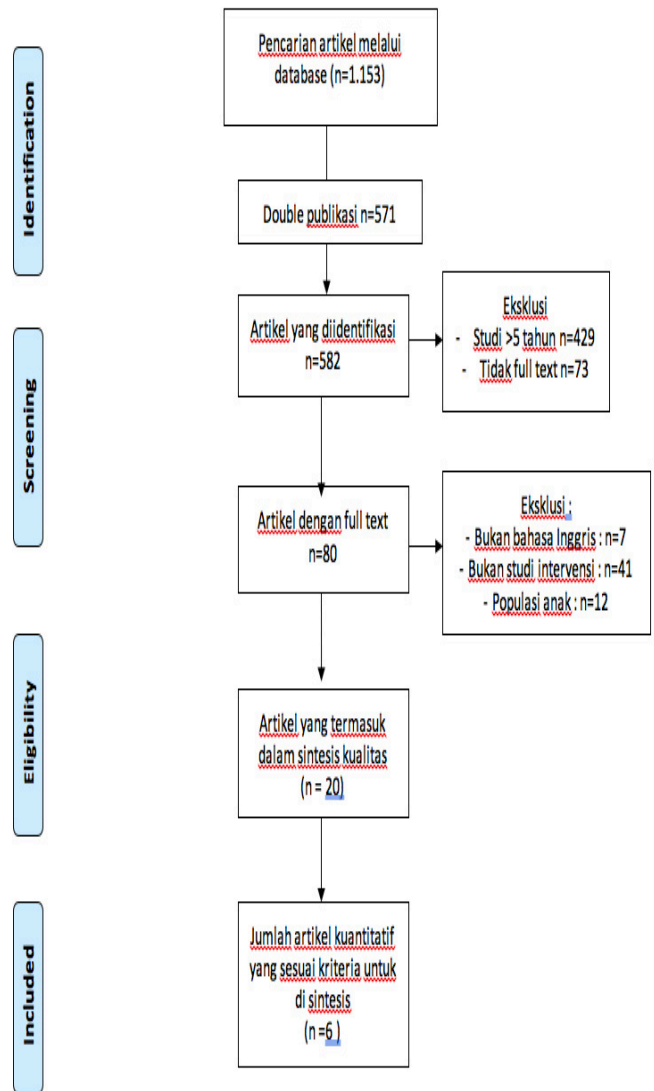 Identification
Pencarian artikel melalui
database (n=1.153)
Double publikasi n=571
Artikel yang diidentifikasi
n=582
Eksklusi
- Studi >5 tahun n=429
- Tidak full text n=73
Screening
Artikel dengan full text
n=80
Eksklusi :
- Bukan bahasa Inggris : n=7
- Bukan studi intervensi : n=41
- Populasi anak : n=12
Eligibility
Artikel yang termasuk
dalam sintesis kualitas
(n = 20)
Included
Jumlah artikel kuantitatif
yang sesuai kriteria untuk
di sintesis
(n =6 )